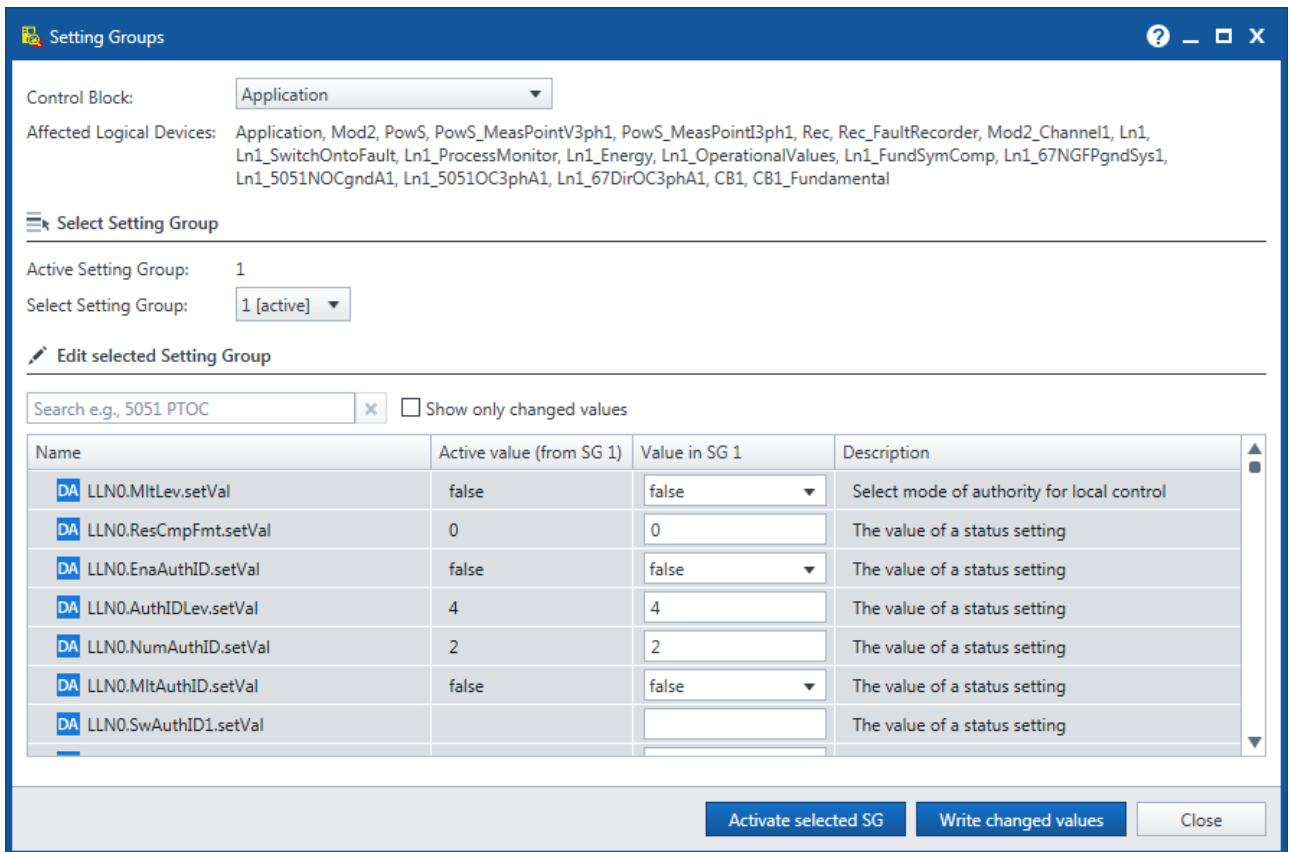 Setting Groups
Control Block: Application
Affected Logical Devices: Application, Mod2, PowS, PowS_MeasPointV3ph1, PowS_MeasPointI3ph1, Rec, Rec_FaultRecorder, Mod2_Channel1, Ln1,
Ln1_SwitchOntoFault, Ln1_ProcessMonitor, Ln1_Energy, Ln1_OperationalValues, Ln1_FundSymComp, Ln1_67NGFPgndSys1,
Ln1_5051NOCgndA1, Ln1_5051OC3phA1, Ln1_67DirOC3phA1, CB1, CB1_Fundamental
Select Setting Group
Active Setting Group: 1
Select Setting Group: 1 [active]
Edit selected Setting Group
Search e.g., 5051 PTOC Show only changed values
Name Active value (from SG 1) Value in SG 1 Description
DA LLN0.MltLev.setVal false false Select mode of authority for local control
DA LLN0.ResCmpFmt.setVal 0 0 The value of a status setting
DA LLN0.EnaAuthID.setVal false false The value of a status setting
DA LLN0.AuthIDLev.setVal 4 4 The value of a status setting
DA LLN0.NumAuthID.setVal 2 2 The value of a status setting
DA LLN0.MltAuthID.setVal false false The value of a status setting
DA LLN0.SwAuthID1.setVal The value of a status setting
Activate selected SG Write changed values Close